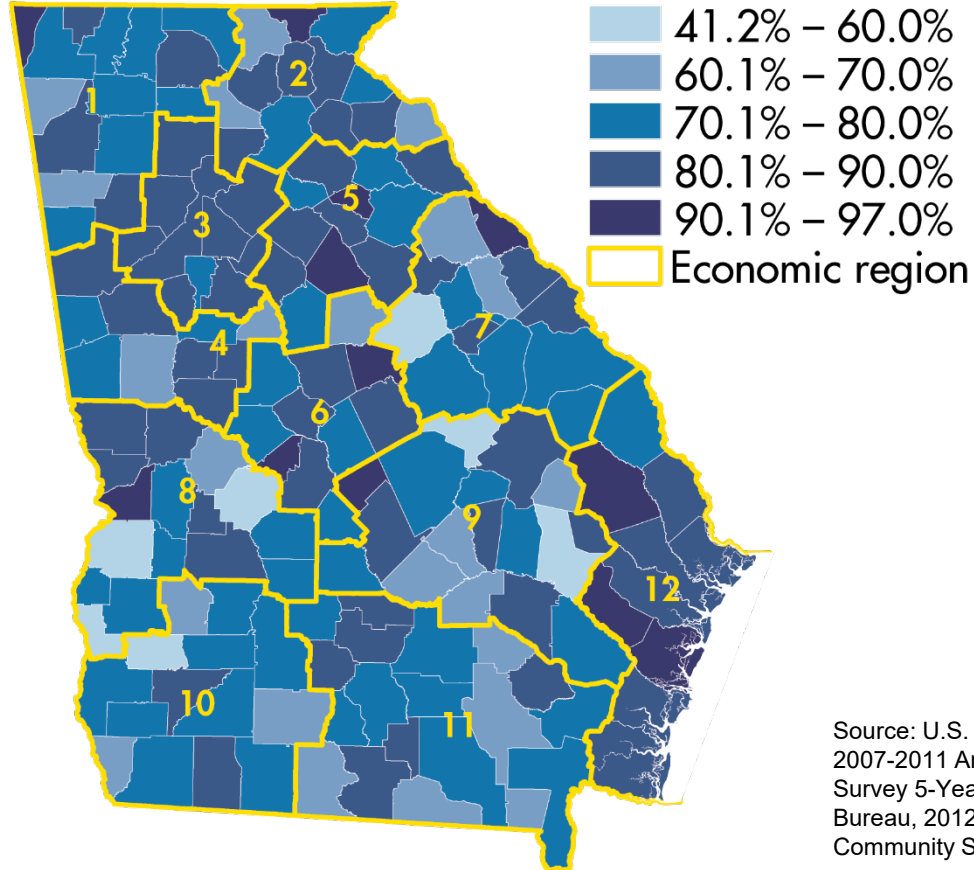 41.2% – 60.0%
60.1% – 70.0%
70.1% – 80.0%
80.1% – 90.0%
90.1% – 97.0%
Economic region
1
2
3
5
7
4
6
8
9
12
10
11
Source: U.S.
2007-2011 Ar
Survey 5-Yea
Bureau, 2012
Community S